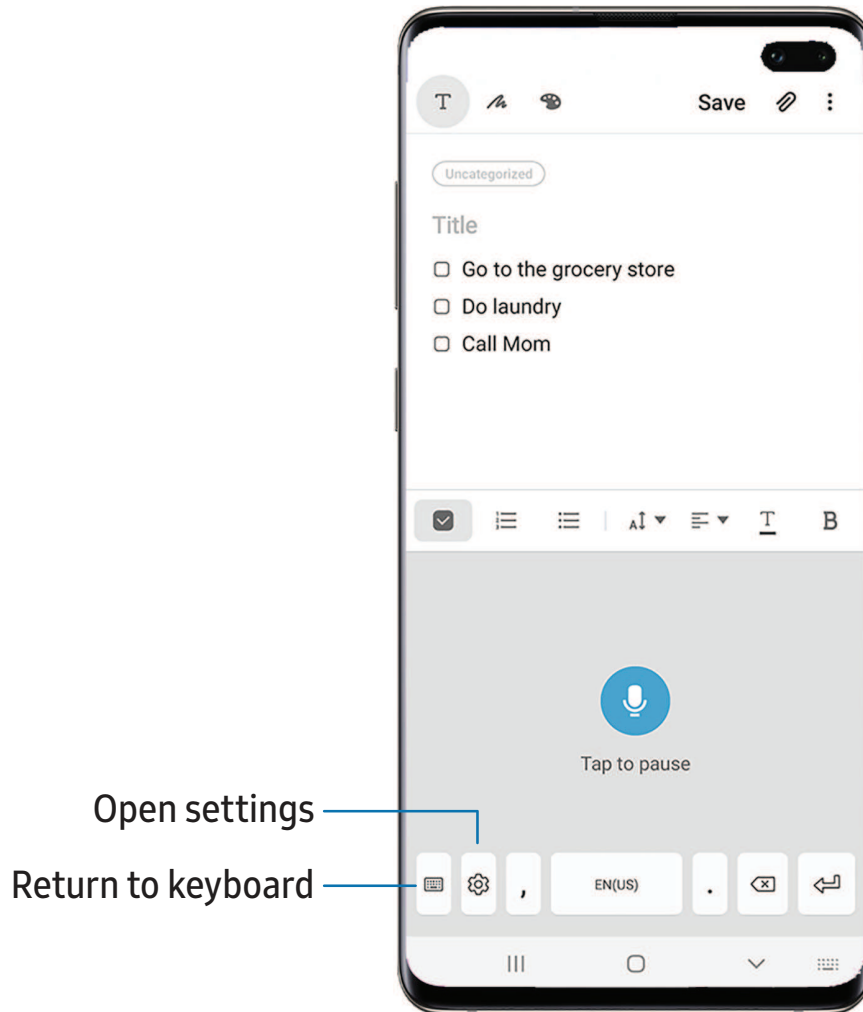 T
Save
Uncategorized
Title
Go to the grocery store
Do laundry
Call Mom
A T B
Tap to pause
Open settings
Return to keyboard
, EN(US) .